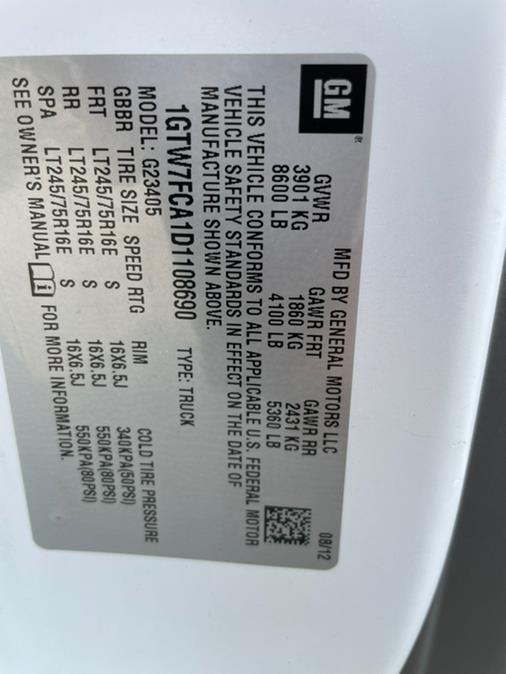 GM®
MFD BY GENERAL MOTORS LLC 08/12
GVWR GAWR FRT GAWR RR
3901 KG 1860 KG 2431 KG
8600 LB 4100 LB 5360 LB
THIS VEHICLE CONFORMS TO ALL APPLICABLE U.S. FEDERAL MOTOR
VEHICLE SAFETY STANDARDS IN EFFECT ON THE DATE OF
MANUFACTURE SHOWN ABOVE.
1GTW7FCA1D1108690 TYPE: TRUCK
MODEL: G23405
GBBR TIRE SIZE SPEED RTG RIM COLD TIRE PRESSURE
FRT LT245/75R16E S 16X6.5J 340KPA(50PSI)
RR LT245/75R16E S 16X6.5J 550KPA(80PSI)
SPA LT245/75R16E S 16X6.5J 550KPA(80PSI)
SEE OWNER'S MANUAL FOR MORE INFORMATION.